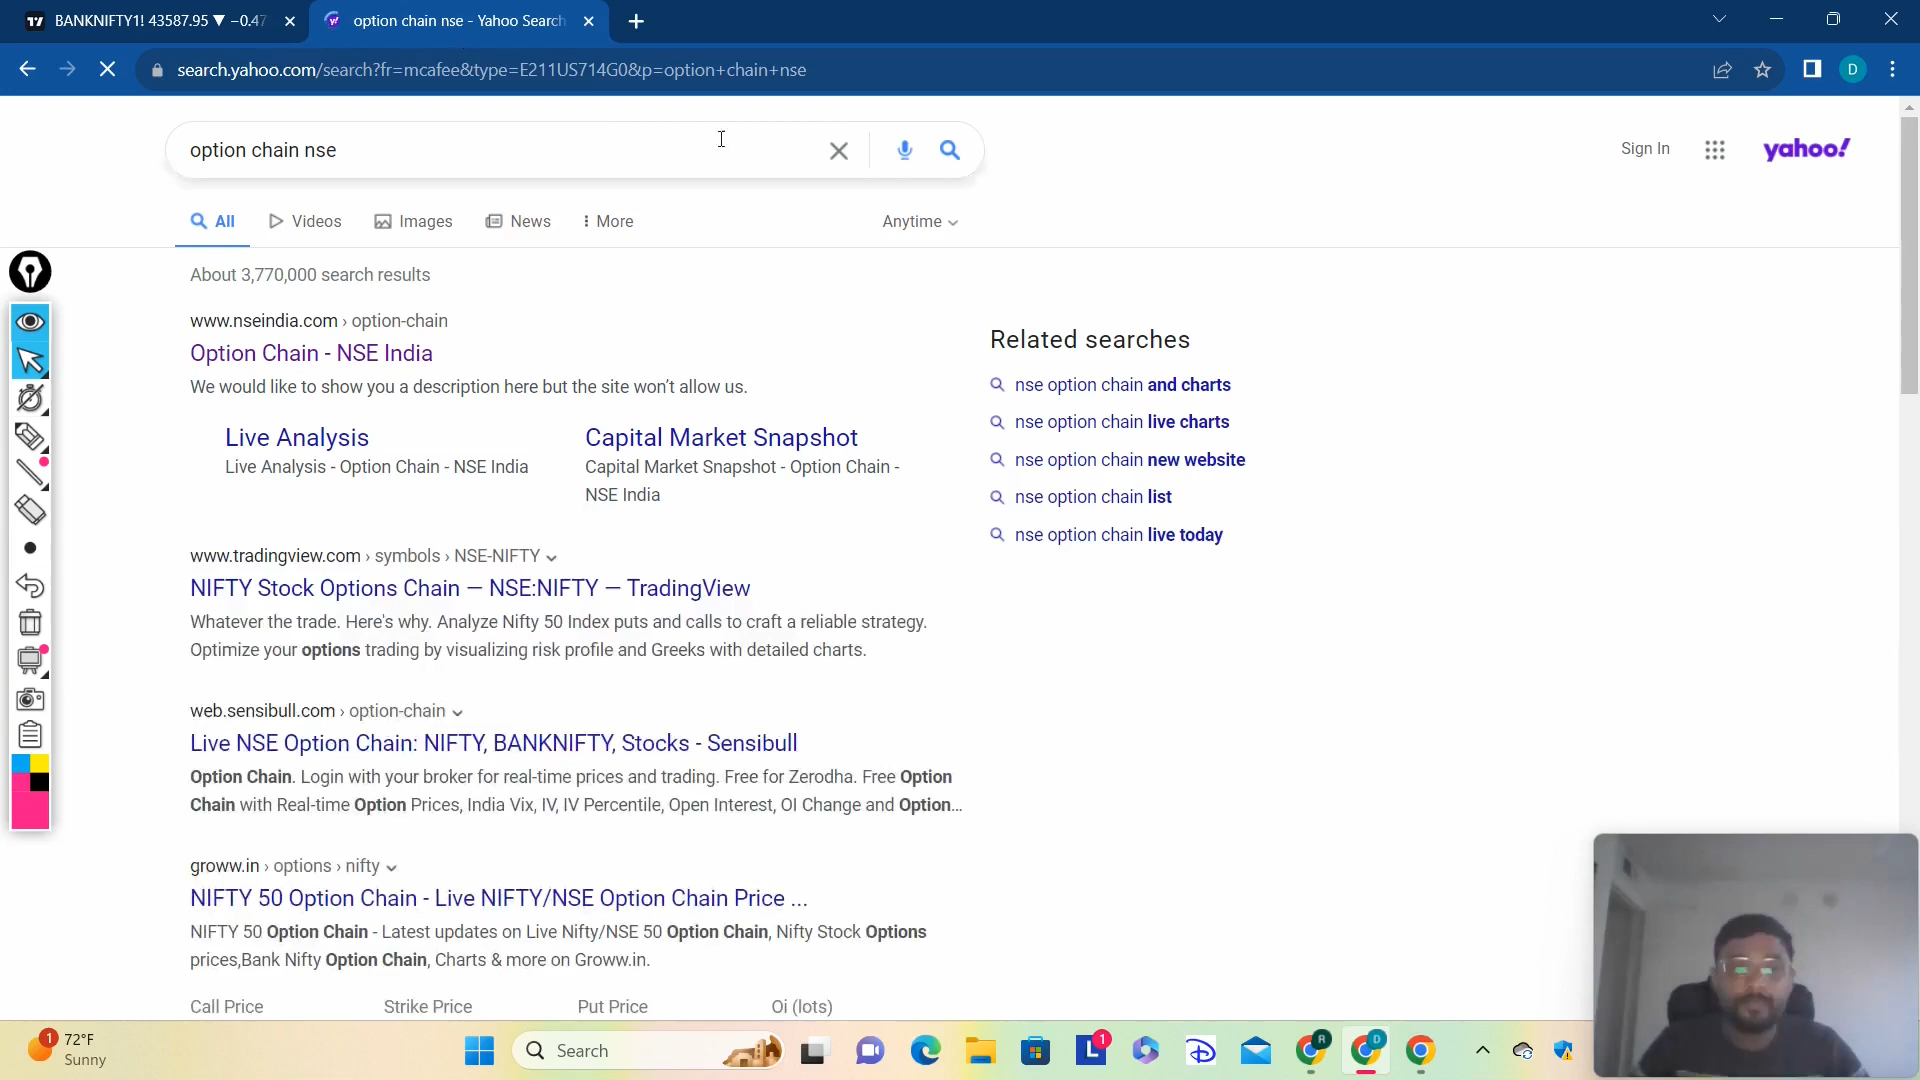 BANKNIFTY1! 43587.95 ▼ −0.47
option chain nse - Yahoo Search
search.yahoo.com/search?fr=mcafee&type=E211US714G0&p=option+chain+nse
D
option chain nse
Sign In
yahoo!
All
Videos
Images
News
More
Anytime
About 3,770,000 search results
www.nseindia.com › option-chain
Option Chain - NSE India
We would like to show you a description here but the site won't allow us.
Live Analysis
Live Analysis - Option Chain - NSE India
Capital Market Snapshot
Capital Market Snapshot - Option Chain -
NSE India
www.tradingview.com › symbols › NSE-NIFTY
NIFTY Stock Options Chain — NSE:NIFTY — TradingView
Whatever the trade. Here's why. Analyze Nifty 50 Index puts and calls to craft a reliable strategy.
Optimize your options trading by visualizing risk profile and Greeks with detailed charts.
web.sensibull.com › option-chain
Live NSE Option Chain: NIFTY, BANKNIFTY, Stocks - Sensibull
Option Chain. Login with your broker for real-time prices and trading. Free for Zerodha. Free Option
Chain with Real-time Option Prices, India Vix, IV, IV Percentile, Open Interest, OI Change and Option...
groww.in › options › nifty
NIFTY 50 Option Chain - Live NIFTY/NSE Option Chain Price ...
NIFTY 50 Option Chain - Latest updates on Live Nifty/NSE 50 Option Chain, Nifty Stock Options
prices,Bank Nifty Option Chain, Charts & more on Groww.in.
Call Price
Strike Price
Put Price
Oi (lots)
Related searches
nse option chain and charts
nse option chain live charts
nse option chain new website
nse option chain list
nse option chain live today
1
72°F
Sunny
Search
L
1
R
D